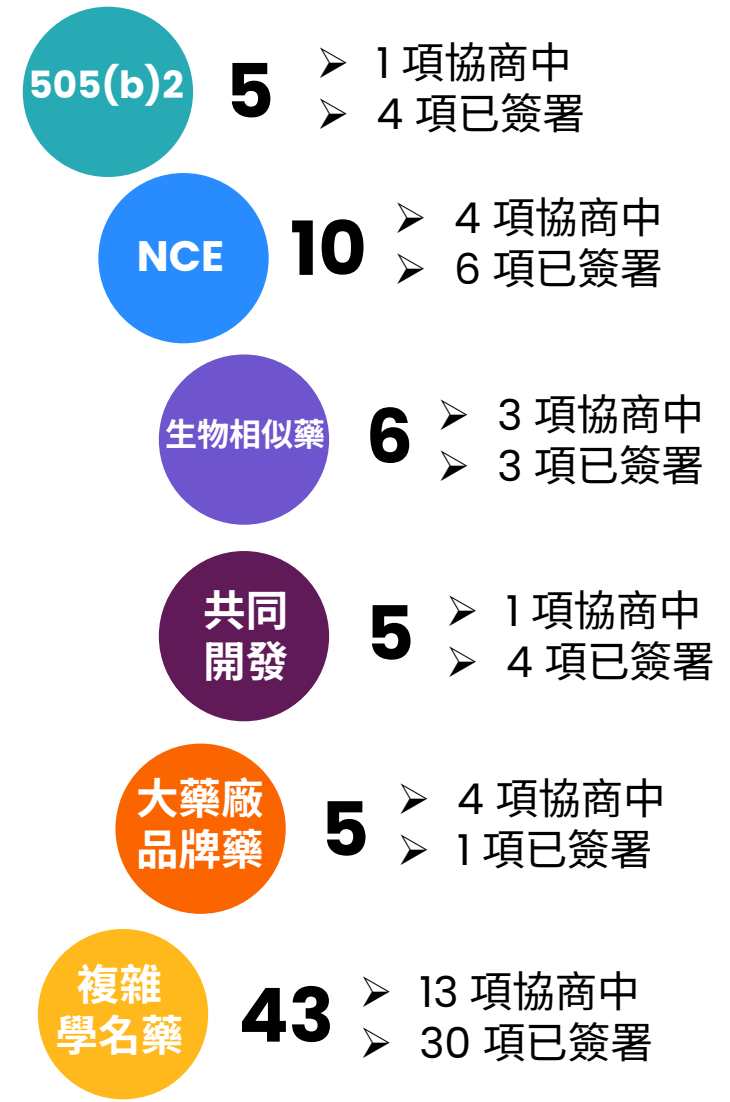 505(b)2
5
➢ 1 項協商中
➢ 4 項已簽署
NCE
10
➢ 4 項協商中
➢ 6 項已簽署
生物相似藥
6
➢ 3 項協商中
➢ 3 項已簽署
共同
開發
5
➢ 1 項協商中
➢ 4 項已簽署
大藥廠
品牌藥
5
➢ 4 項協商中
➢ 1 項已簽署
複雜
學名藥
43
➢ 13 項協商中
➢ 30 項已簽署